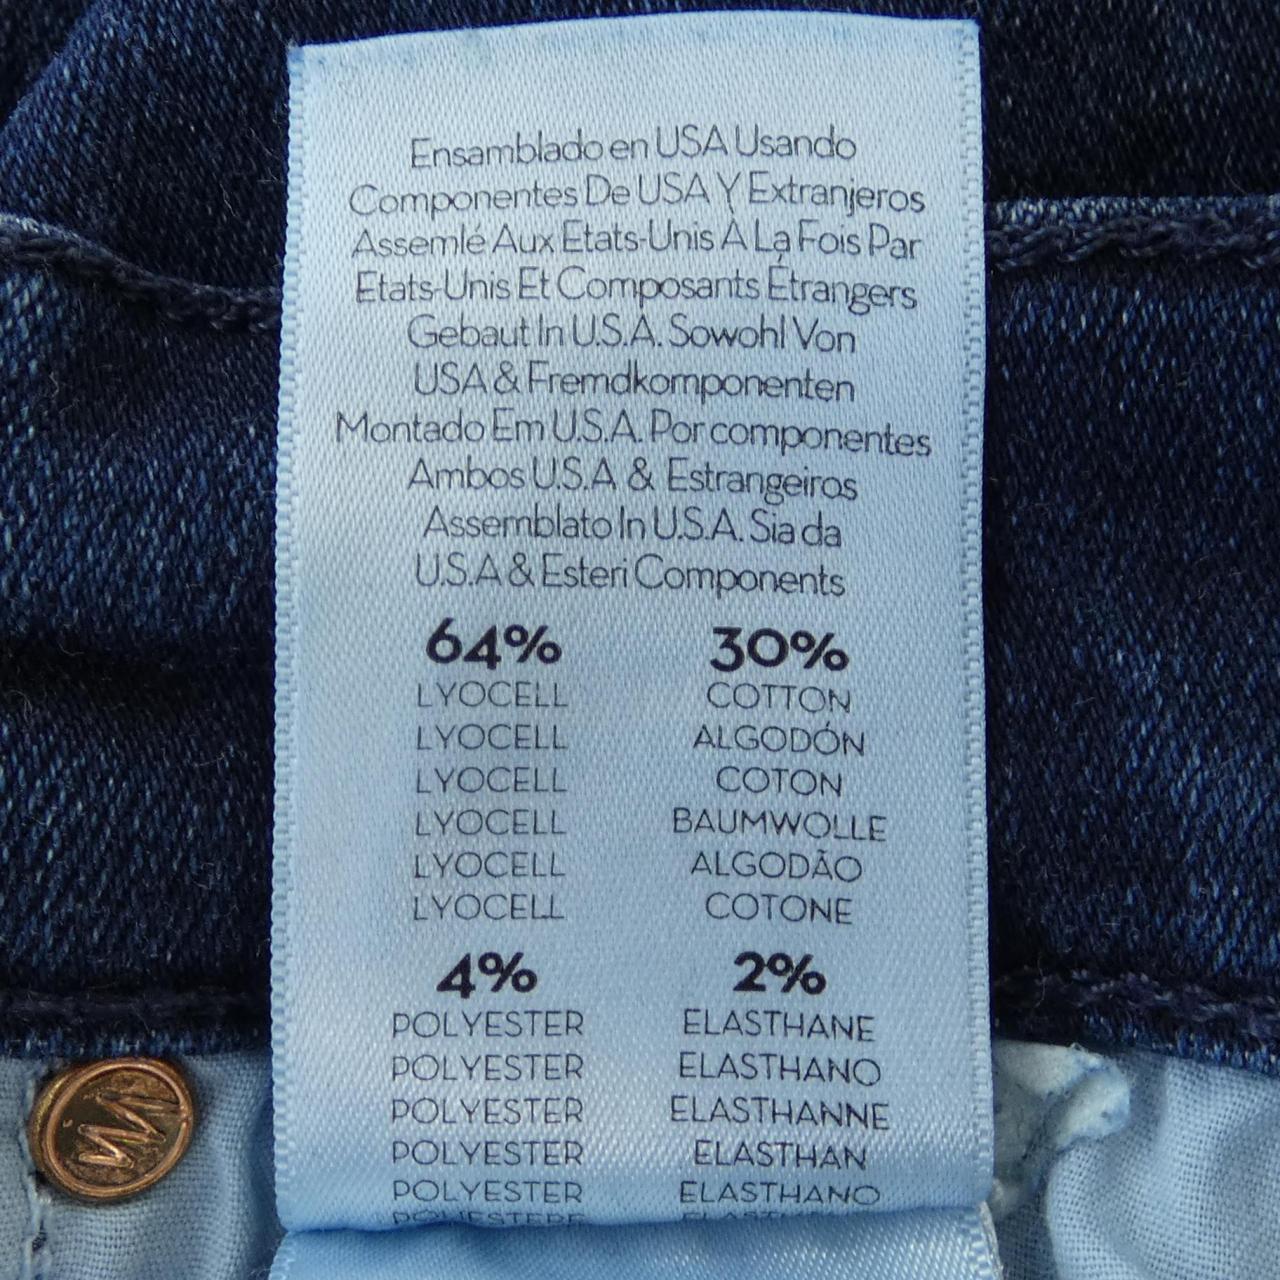 Ensamblado en USA Usando
Componentes De USA Y Extranjeros
Assemlé Aux Etats-Unis À La Fois Par
Etats-Unis Et Composants Étrangers
Gebaut In U.S.A. Sowohl Von
USA & Fremdkomponenten
Montado Em U.S.A. Por componentes
Ambos U.S.A & Estrangeiros
Assemblato In U.S.A. Sia da
U.S.A & Esteri Components
64% 30%
LYOCELL COTTON
LYOCELL ALGODÓN
LYOCELL COTON
LYOCELL BAUMWOLLE
LYOCELL ALGODÃO
LYOCELL COTONE
4% 2%
POLYESTER ELASTHANE
POLYESTER ELASTHANO
POLYESTER ELASTHANNE
POLYESTER ELASTHAN
POLYESTER ELASTHANO